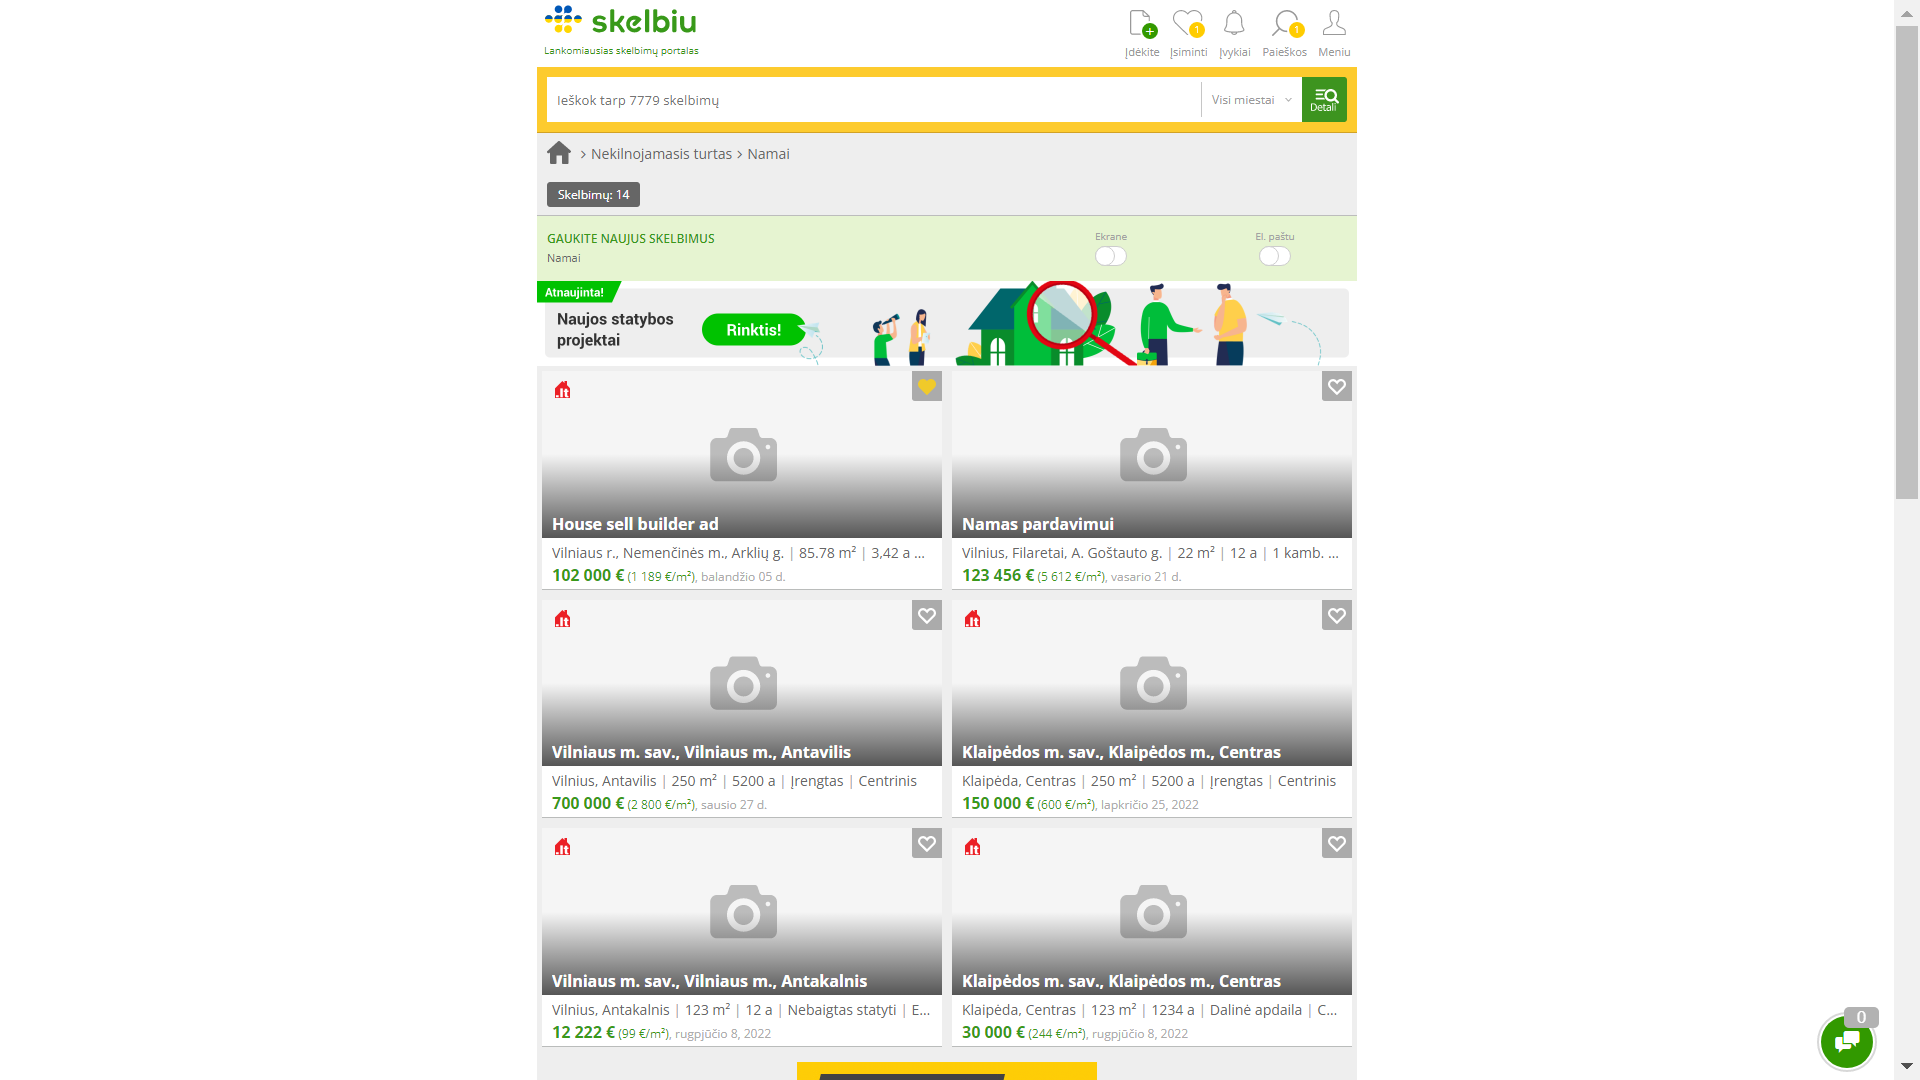 skelbiu
Lankomiausias skelbimų portalas
Įdėkite
1
Įsiminti
Įvykiai
1
Paieškos
Meniu
Ieškok tarp 7779 skelbimų
Visi miestai
Detali
Nekilnojamasis turtas
Namai
Skelbimų: 14
GAUKITE NAUJUS SKELBIMUS
Namai
Ekrane
El. paštu
Atnaujinta!
Naujos statybos
projektai
Rinktis!
.lt
House sell builder ad
Vilniaus r., Nemenčinės m., Arklių g. | 85.78 m² | 3,42 a ...
102 000 € (1 189 €/m²), balandžio 05 d.
Namas pardavimui
Vilnius, Filaretai, A. Goštauto g. | 22 m² | 12 a | 1 kamb. ...
123 456 € (5 612 €/m²), vasario 21 d.
.lt
Vilniaus m. sav., Vilniaus m., Antavilis
Vilnius, Antavilis | 250 m² | 5200 a | Įrengtas | Centrinis
700 000 € (2 800 €/m²), sausio 27 d.
.lt
Klaipėdos m. sav., Klaipėdos m., Centras
Klaipėda, Centras | 250 m² | 5200 a | Įrengtas | Centrinis
150 000 € (600 €/m²), lapkričio 25, 2022
.lt
Vilniaus m. sav., Vilniaus m., Antakalnis
Vilnius, Antakalnis | 123 m² | 12 a | Nebaigtas statyti | E...
12 222 € (99 €/m²), rugpjūčio 8, 2022
.lt
Klaipėdos m. sav., Klaipėdos m., Centras
Klaipėda, Centras | 123 m² | 1234 a | Dalinė apdaila | C...
30 000 € (244 €/m²), rugpjūčio 8, 2022
0